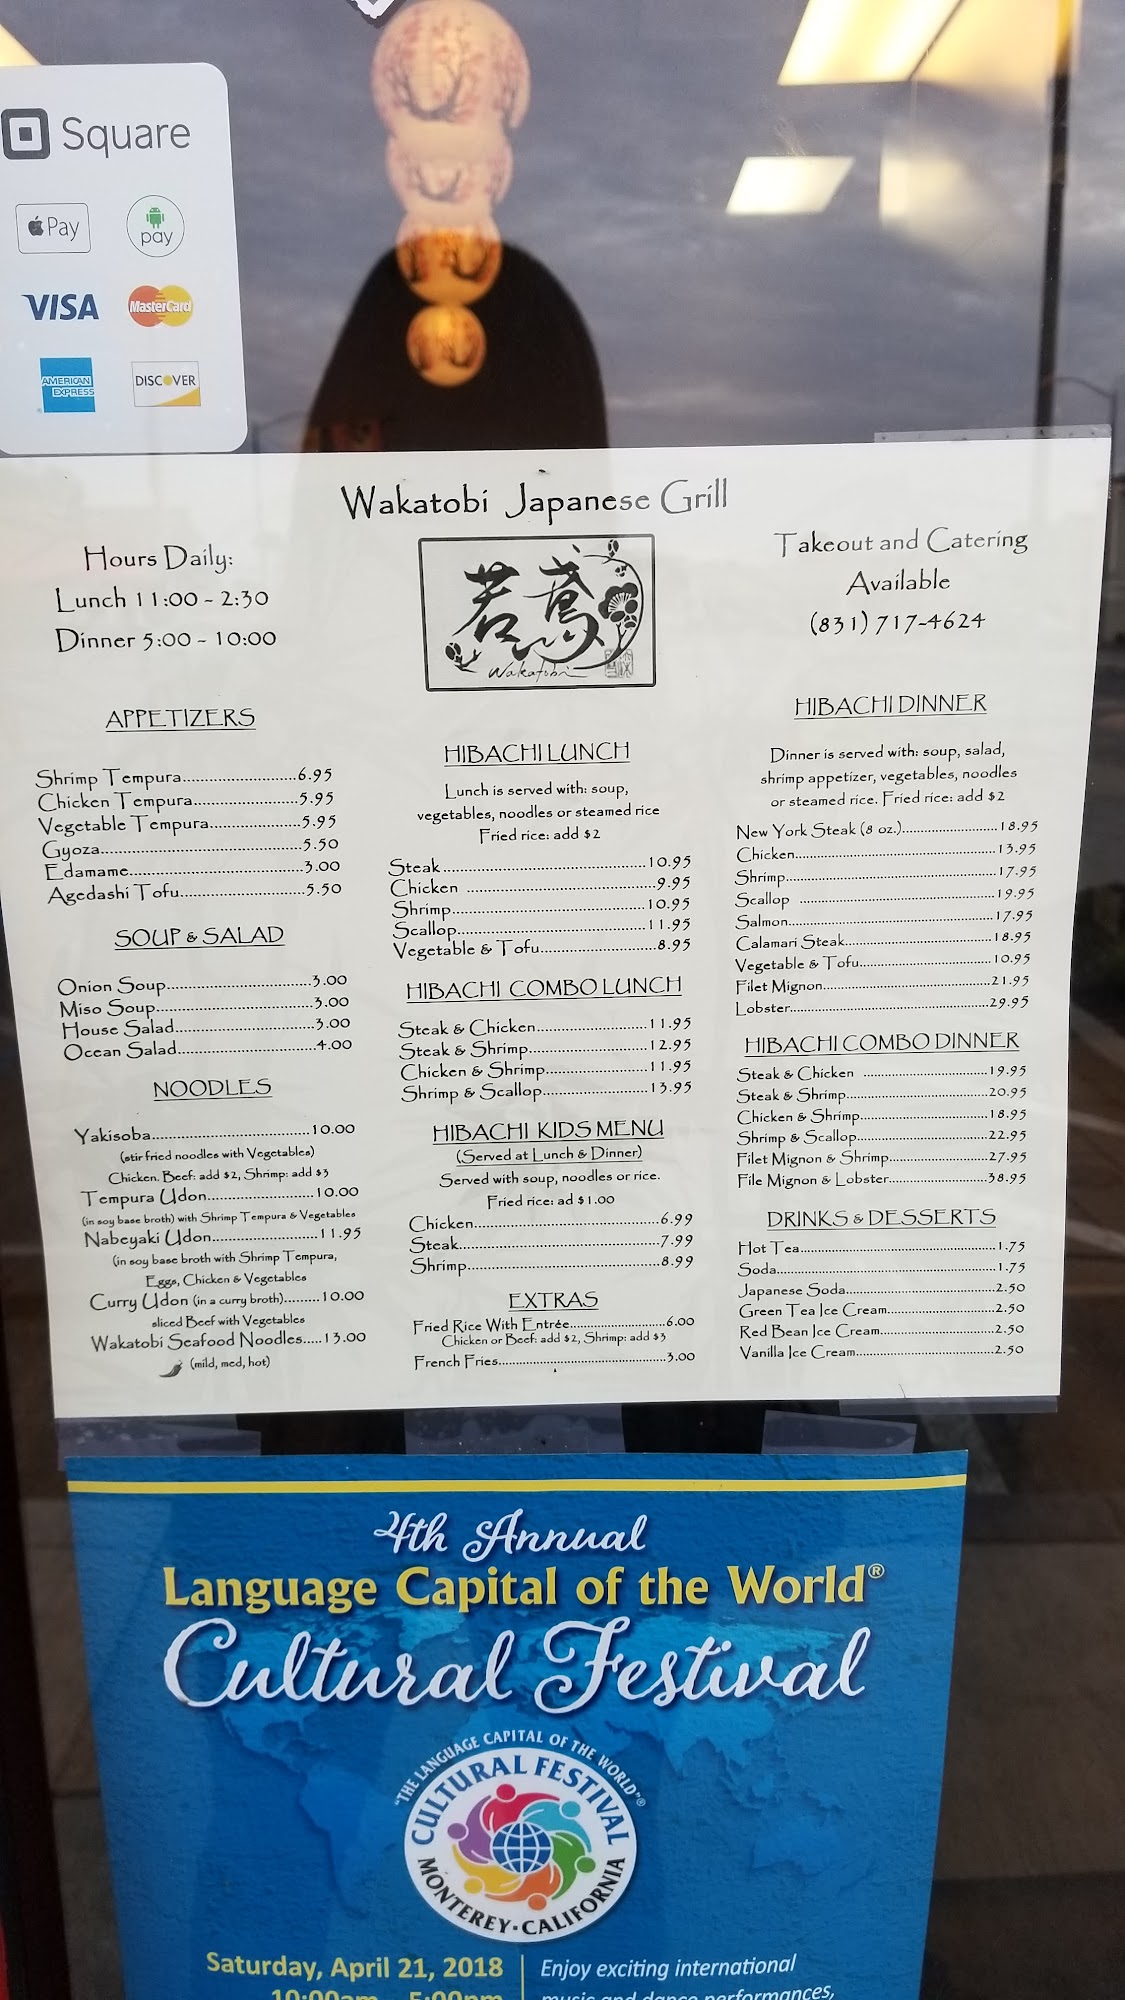 Square
Pay
pay
VISA
MasterCard
AMERICAN
EXPRESS
DISCOVER
Wakatobi Japanese Grill
Hours Daily:
Lunch 11:00 - 2:30
Dinner 5:00 - 10:00
若鳶
Wakatobi
Takeout and Catering
Available
(831) 717-4624
APPETIZERS
Shrimp Tempura..........................6.95
Chicken Tempura........................5.95
Vegetable Tempura.....................5.95
Gyoza..............................................5.50
Edamame.......................................3.00
Agedashi Tofu.............................5.50
SOUP & SALAD
Onion Soup.................................3.00
Miso Soup....................................3.00
House Salad................................3.00
Ocean Salad...............................4.00
NOODLES
Yakisoba....................................10.00
(stir fried noodles with Vegetables)
Chicken. Beef: add $2, Shrimp: add $3
Tempura Udon.........................10.00
(in soy base broth) with Shrimp Tempura & Vegetables
Nabeyaki Udon........................11.95
(in soy base broth with Shrimp Tempura,
Eggs, Chicken & Vegetables
Curry Udon (in a curry broth).........10.00
sliced Beef with Vegetables
Wakatobi Seafood Noodles.....13.00
(mild, med, hot)
HIBACHI LUNCH
Lunch is served with: soup,
vegetables, noodles or steamed rice
Fried rice: add $2
Steak...............................................10.95
Chicken ...........................................9.95
Shrimp............................................10.95
Scallop...........................................11.95
Vegetable & Tofu..........................8.95
HIBACHI COMBO LUNCH
Steak & Chicken.........................11.95
Steak & Shrimp...........................12.95
Chicken & Shrimp.......................11.95
Shrimp & Scallop........................13.95
HIBACHI KIDS MENU
(Served at Lunch & Dinner)
Served with soup, noodles or rice.
Fried rice: ad $1.00
Chicken..........................................6.99
Steak..............................................7.99
Shrimp............................................8.99
EXTRAS
Fried Rice With Entrée......................6.00
Chicken or Beef: add $2, Shrimp: add $3
French Fries.......................................3.00
HIBACHI DINNER
Dinner is served with: soup, salad,
shrimp appetizer, vegetables, noodles
or steamed rice. Fried rice: add $2
New York Steak (8 oz.).........................18.95
Chicken..................................................13.95
Shrimp....................................................17.95
Scallop ..................................................19.95
Salmon...................................................17.95
Calamari Steak.....................................18.95
Vegetable & Tofu.................................10.95
Filet Mignon..........................................21.95
Lobster...................................................29.95
HIBACHI COMBO DINNER
Steak & Chicken ...............................19.95
Steak & Shrimp...................................20.95
Chicken & Shrimp...............................18.95
Shrimp & Scallop................................22.95
Filet Mignon & Shrimp........................27.95
File Mignon & Lobster........................38.95
DRINKS & DESSERTS
Hot Tea.................................................1.75
Soda......................................................1.75
Japanese Soda....................................2.50
Green Tea Ice Cream..........................2.50
Red Bean Ice Cream...........................2.50
Vanilla Ice Cream.................................2.50
4th Annual
Language Capital of the World®
Cultural Festival
"THE LANGUAGE CAPITAL OF THE WORLD"®
CULTURAL FESTIVAL
MONTEREY · CALIFORNIA
Saturday, April 21, 2018
10:00am - 5:00pm
Enjoy exciting international
music and dance performances,